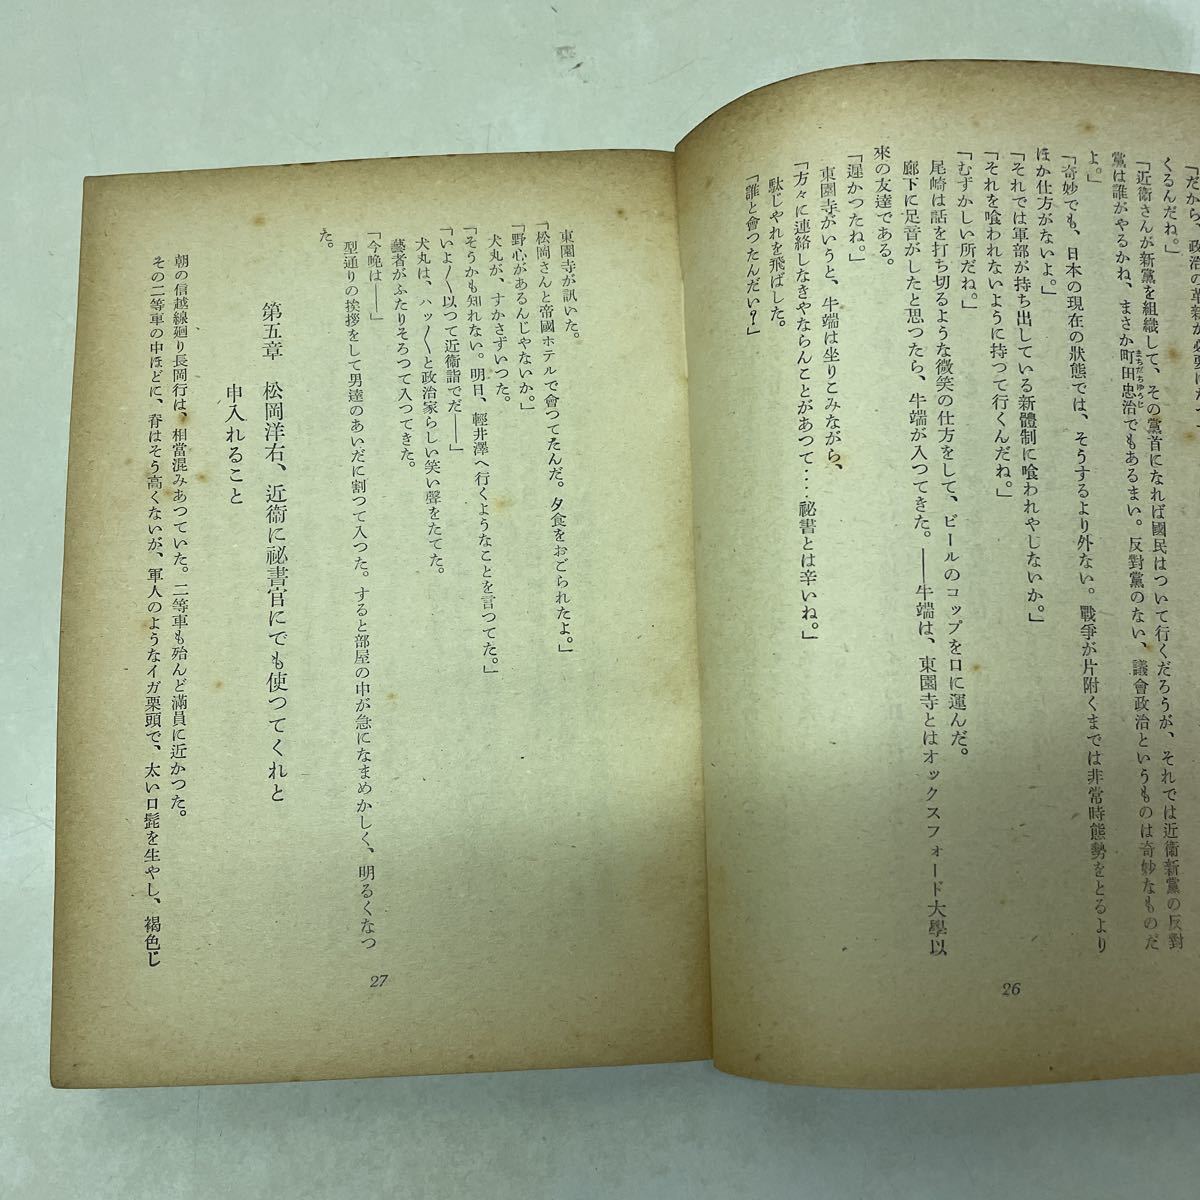 「だから、政治の革新が必要
くるんだね。」
「近衞さんが新黨を組織して、その黨首になれば國民はついて行くだろうが、それでは近衞新黨の反對
黨は誰がやるかね、まさか町田忠治でもあるまい。反對黨のない、議會政治というものは奇妙なものだ
まちだちゆうじ
よ。」
「奇妙でも、日本の現在の狀態では、そうするより外ない。戰爭が片附くまでは非常時態勢をとるより
ほか仕方がないよ。」
「それでは軍部が持ち出している新體制に喰われやしないか。」
「それを喰われないように持つて行くんだね。」
「むずかしい所だね。」
尾崎は話を打ち切るような微笑の仕方をして、ビールのコップを口に運んだ。
廊下に足音がしたと思つたら、牛端が入つてきた。――牛端は、東園寺とはオックスフォード大學以
來の友達である。
「遲かつたね。」
東園寺がいうと、牛端は坐りこみながら、
「方々に連絡しなきやならんことがあつて‥‥祕書とは辛いね。」
駄じやれを飛ばした。
「誰と會つたんだい？」
26
東園寺が訊いた。
「松岡さんと帝國ホテルで會つてたんだ。夕食をおごられたよ。」
「野心があるんじやないか。」
犬丸が、すかさずいつた。
「そうかも知れない。明日、輕井澤へ行くようなことを言つてた。」
「いよ〱以つて近衞詣でだ――」
犬丸は、ハッ〱と政治家らしい笑い聲をたてた。
藝者がふたりそろつて入つてきた。
「今晩は――」
型通りの挨拶をして男達のあいだに割つて入つた。すると部屋の中が急になまめかしく、明るくなつ
た。
第五章　松岡洋右、近衞に祕書官にでも使つてくれと
申入れること
朝の信越線廻り長岡行は、相當混みあつていた。二等車も殆んど滿員に近かつた。
その二等車の中ほどに、脊はそう高くないが、軍人のようなイガ栗頭で、太い口髭を生やし、褐色じ
27